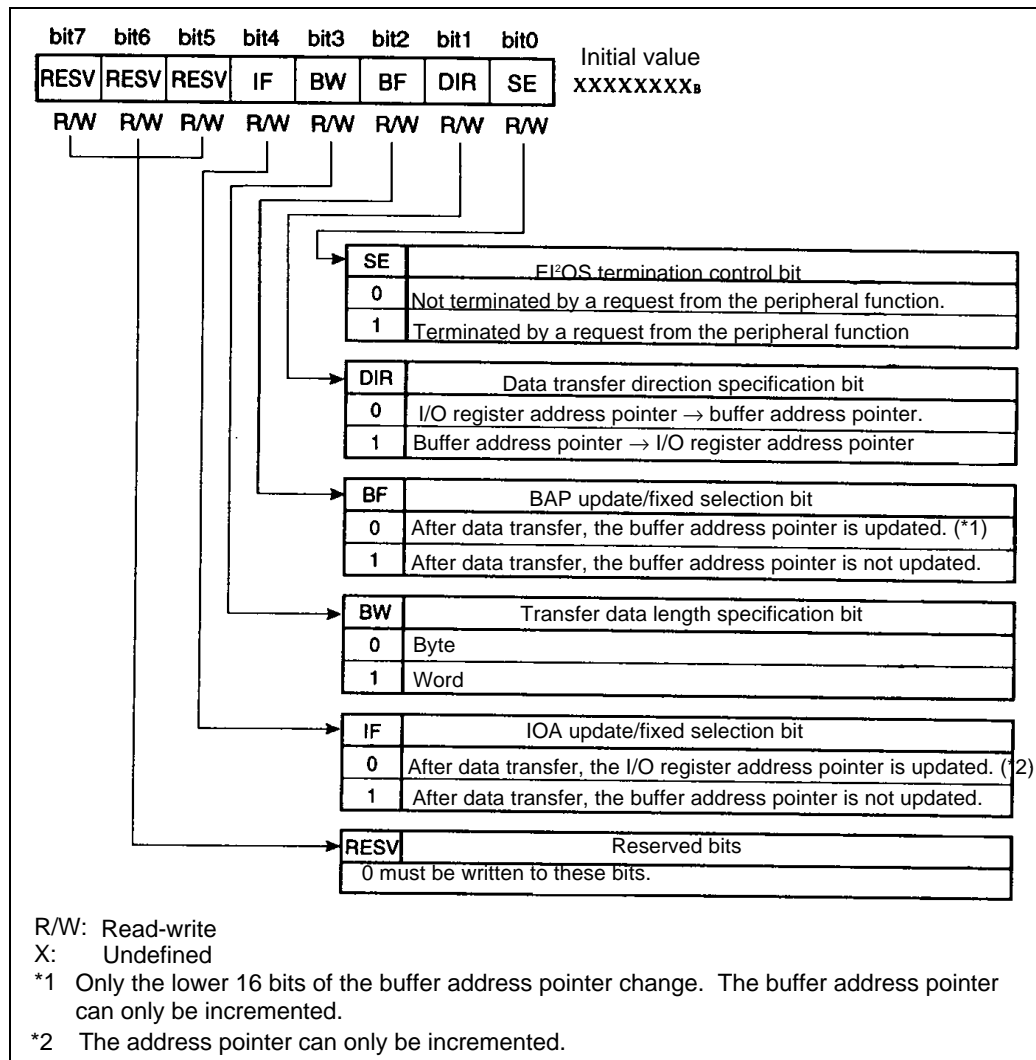 bit7 bit6 bit5 bit4 bit3 bit2 bit1 bit0
Initial value
RESV RESV RESV IF BW BF DIR SE XXXXXXXXB
R/W R/W R/W R/W R/W R/W R/W R/W
SE EI²OS termination control bit
0 Not terminated by a request from the peripheral function.
1 Terminated by a request from the peripheral function
DIR Data transfer direction specification bit
0 I/O register address pointer → buffer address pointer.
1 Buffer address pointer → I/O register address pointer
BF BAP update/fixed selection bit
0 After data transfer, the buffer address pointer is updated. (*1)
1 After data transfer, the buffer address pointer is not updated.
BW Transfer data length specification bit
0 Byte
1 Word
IF IOA update/fixed selection bit
0 After data transfer, the I/O register address pointer is updated. (*2)
1 After data transfer, the buffer address pointer is not updated.
RESV Reserved bits
0 must be written to these bits.
R/W: Read-write
X: Undefined
*1 Only the lower 16 bits of the buffer address pointer change. The buffer address pointer
can only be incremented.
*2 The address pointer can only be incremented.